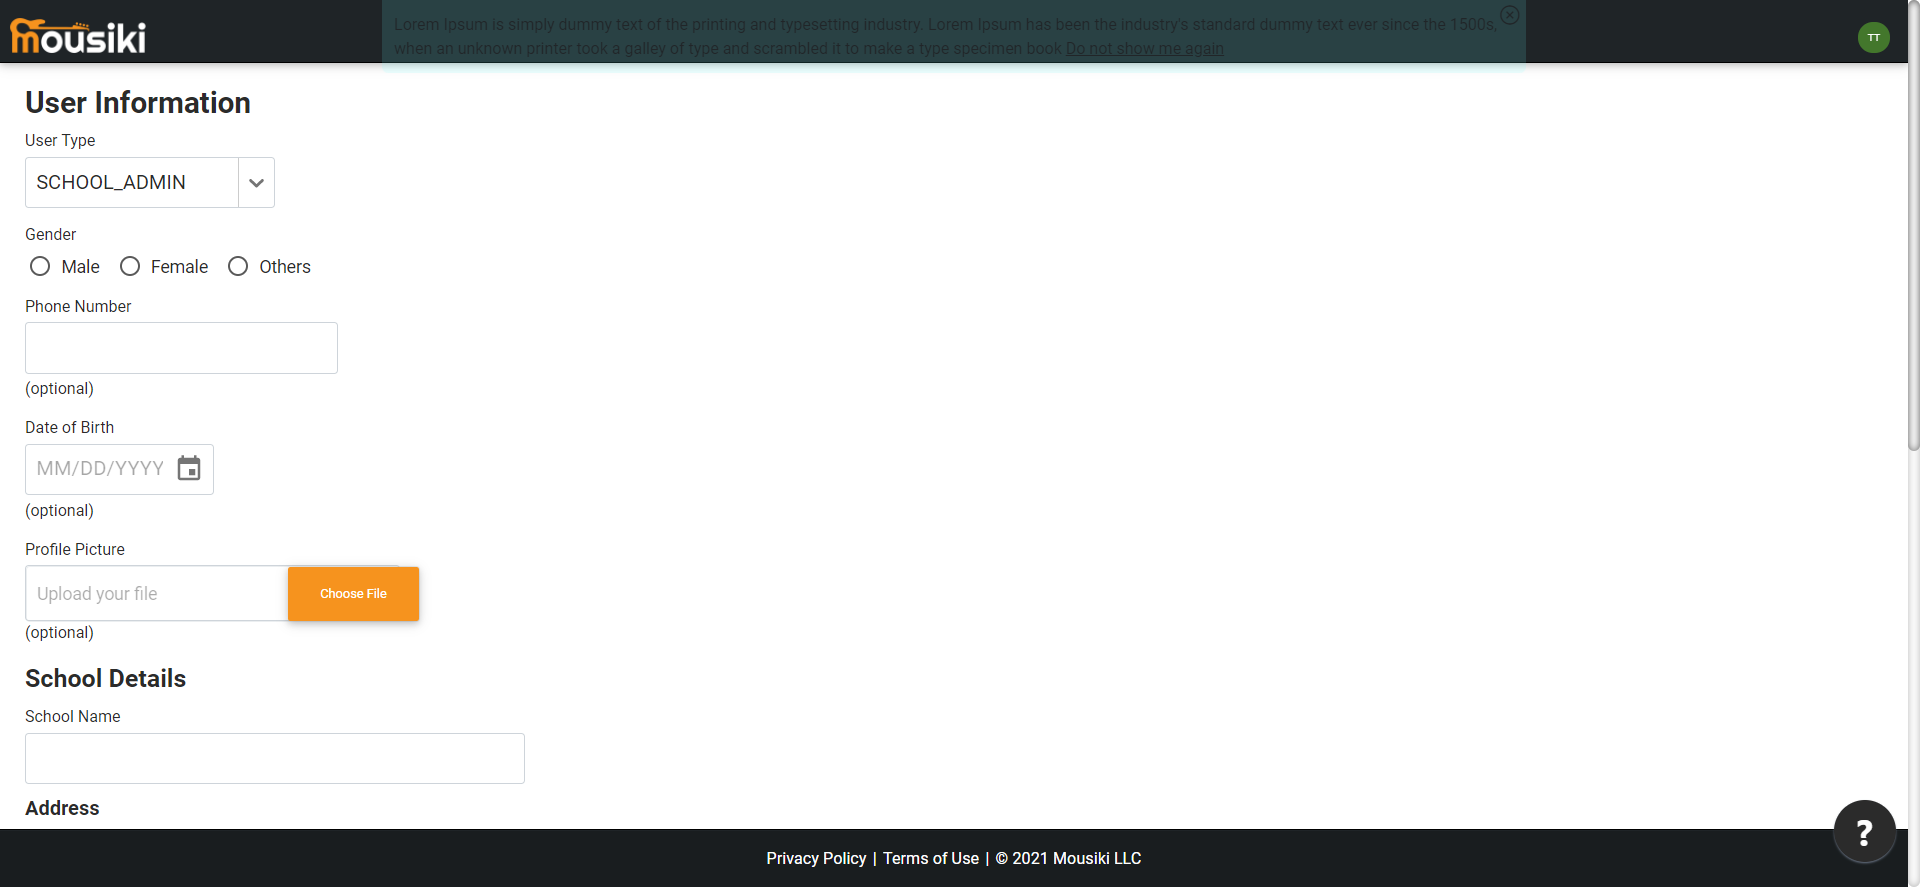 mousiki
Lorem Ipsum is simply dummy text of the printing and typesetting industry. Lorem Ipsum has been the industry's standard dummy text ever since the 1500s,
when an unknown printer took a galley of type and scrambled it to make a type specimen book Do not show me again
TT
User Information
User Type
SCHOOL_ADMIN
Gender
Male Female Others
Phone Number
(optional)
Date of Birth
MM/DD/YYYY
(optional)
Profile Picture
Upload your file Choose File
(optional)
School Details
School Name
Address
?
Privacy Policy | Terms of Use | © 2021 Mousiki LLC